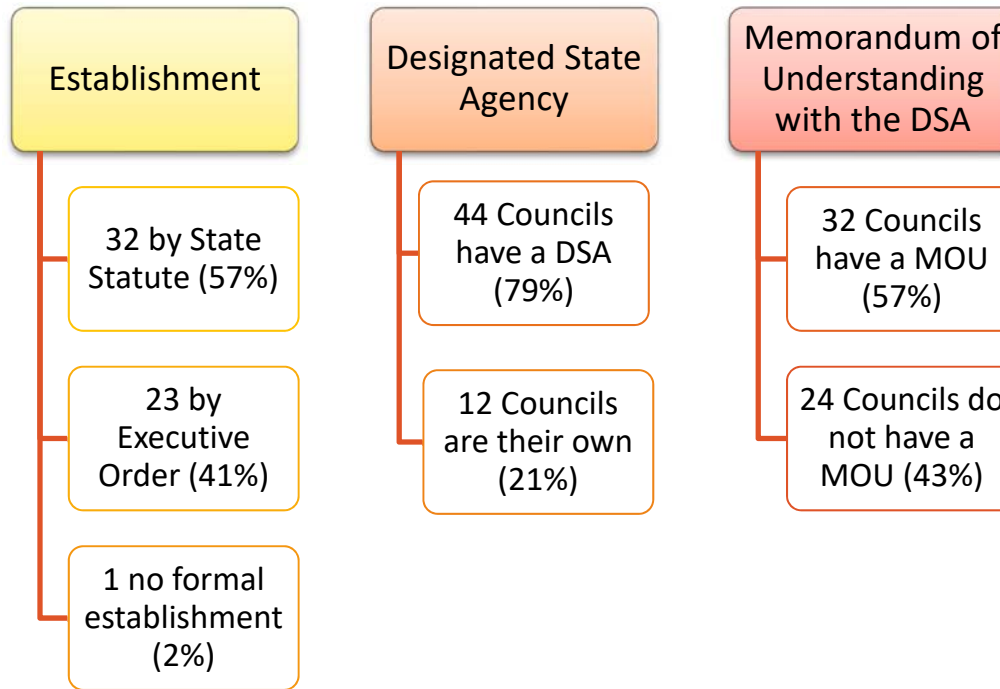 Establishment
32 by State
Statute (57%)
23 by
Executive
Order (41%)
1 no formal
establishment
(2%)
Designated State
Agency
44 Councils
have a DSA
(79%)
12 Councils
are their own
(21%)
Memorandum of
Understanding
with the DSA
32 Councils
have a MOU
(57%)
24 Councils do
not have a
MOU (43%)